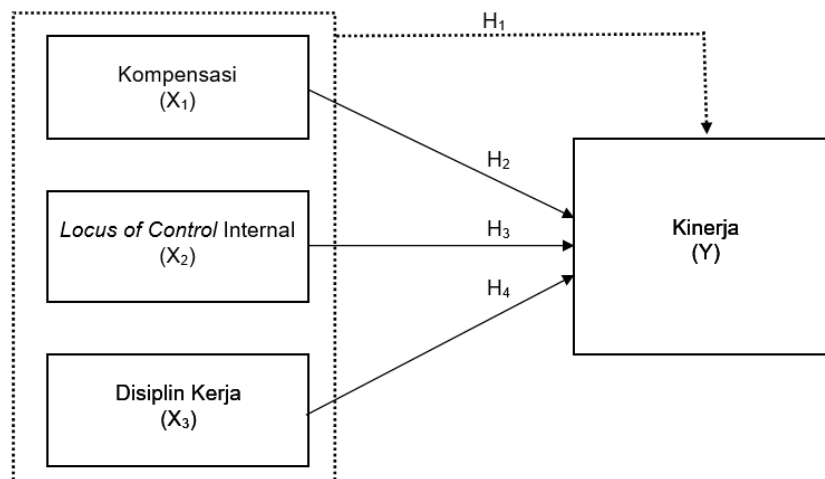 H₁
Kompensasi
(X₁)
H₂
Locus of Control Internal
(X₂)
H₃
Kinerja
(Y)
H₄
Disiplin Kerja
(X₃)